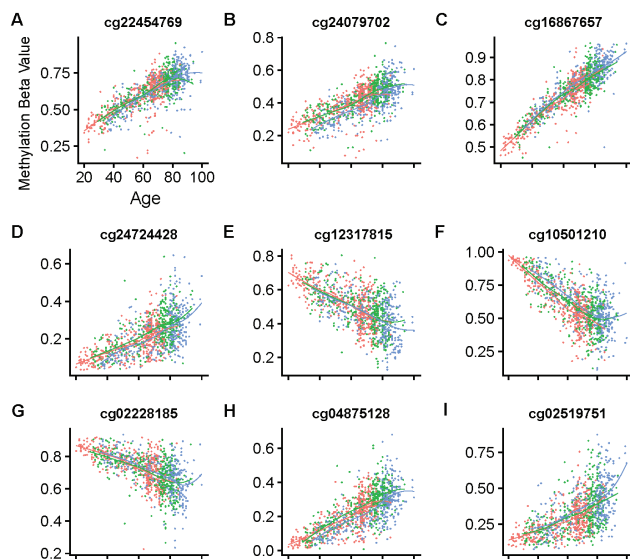 A cg22454769
B cg24079702
C cg16867657
Methylation Beta Value
0.75
0.50
0.25
20 40 60 80 100
Age
0.8
0.6
0.4
0.2
0.9
0.8
0.7
0.6
0.5
D cg24724428
E cg12317815
F cg10501210
0.6
0.4
0.2
0.8
0.6
0.4
0.2
1.00
0.75
0.50
0.25
G cg02228185
H cg04875128
I cg02519751
0.8
0.6
0.4
0.2
0.6
0.4
0.2
0.0
0.75
0.50
0.25